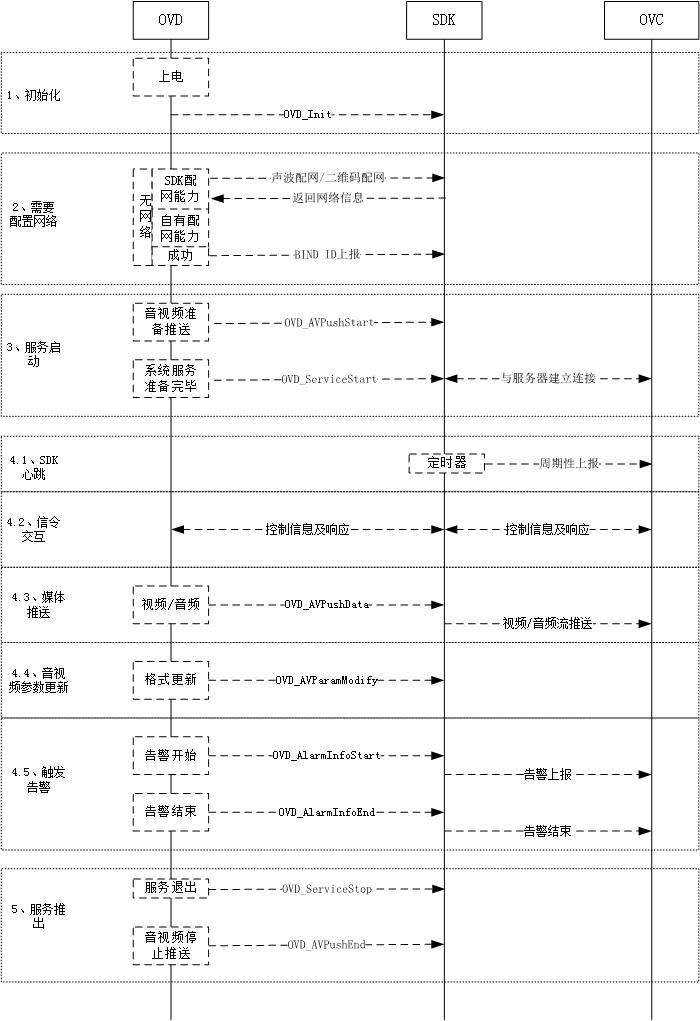 OVD
SDK
OVC
1、初始化
上电
OVD_Init
2、需要
配置网络
无
网
络
SDK配
网能力
自有配
网能力
成功
声波配网/二维码配网
返回网络信息
BIND ID上报
3、服务启
动
音视频准
备推送
OVD_AVPushStart
系统服务
准备完毕
OVD_ServiceStart
与服务器建立连接
4.1、SDK
心跳
定时器
周期性上报
4.2、信令
交互
控制信息及响应
控制信息及响应
4.3、媒体
推送
视频/音频
OVD_AVPushData
视频/音频流推送
4.4、音视
频参数更新
格式更新
OVD_AVParamModify
4.5、触发
告警
告警开始
OVD_AlarmInfoStart
告警上报
告警结束
OVD_AlarmInfoEnd
告警结束
5、服务推
出
服务退出
OVD_ServiceStop
音视频停
止推送
OVD_AVPushEnd